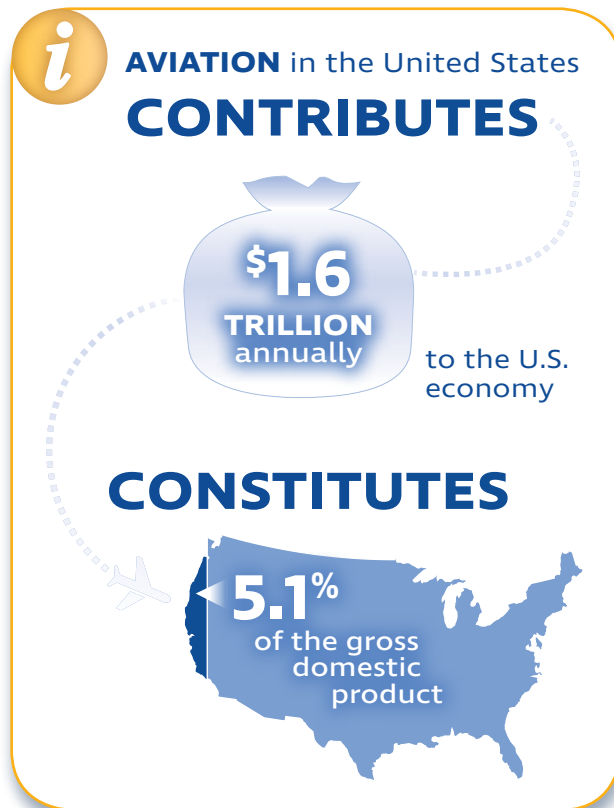 i
AVIATION in the United States
CONTRIBUTES
$1.6
TRILLION
annually
to the U.S.
economy
CONSTITUTES
5.1%
of the gross
domestic
product